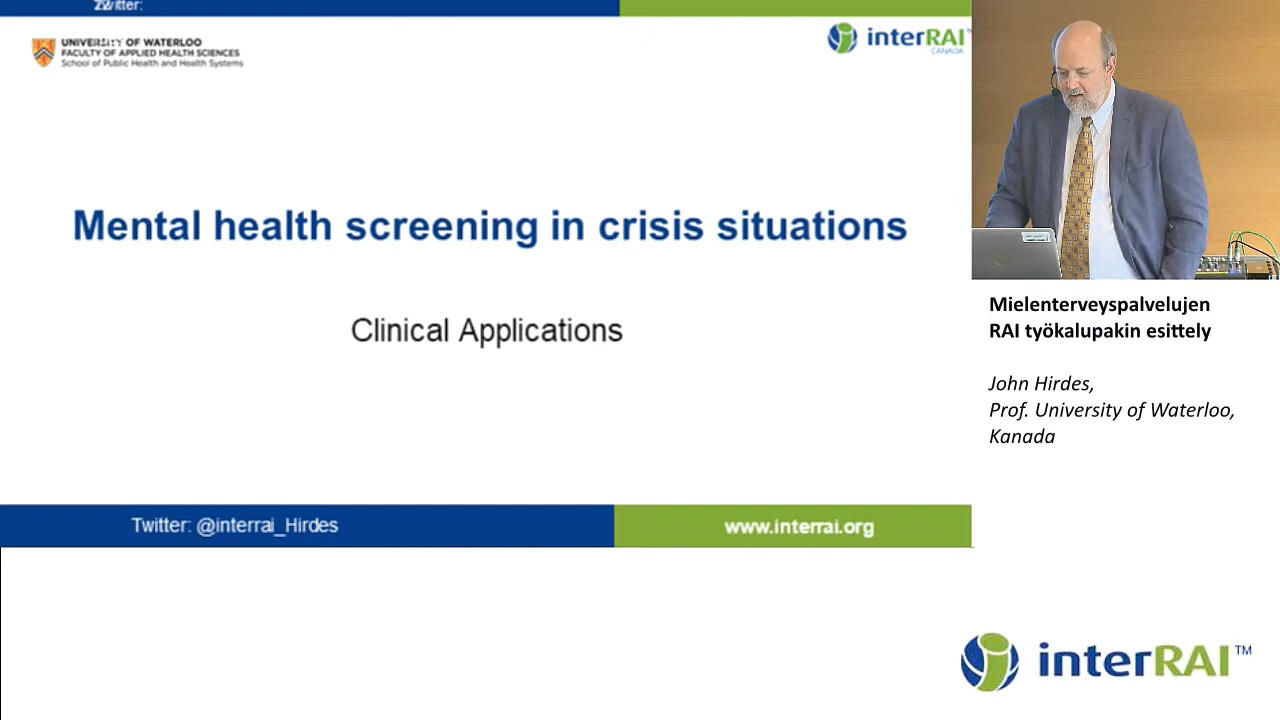 Twitter:
UNIVERSITY OF WATERLOO
FACULTY OF APPLIED HEALTH SCIENCES
School of Public Health and Health Systems
interRAI
CANADA
Mental health screening in crisis situations
Clinical Applications
Twitter: @interrai_Hirdes
www.interrai.org
Mielenterveyspalvelujen
RAI työkalupakin esittely
John Hirdes,
Prof. University of Waterloo,
Kanada
interRAI™